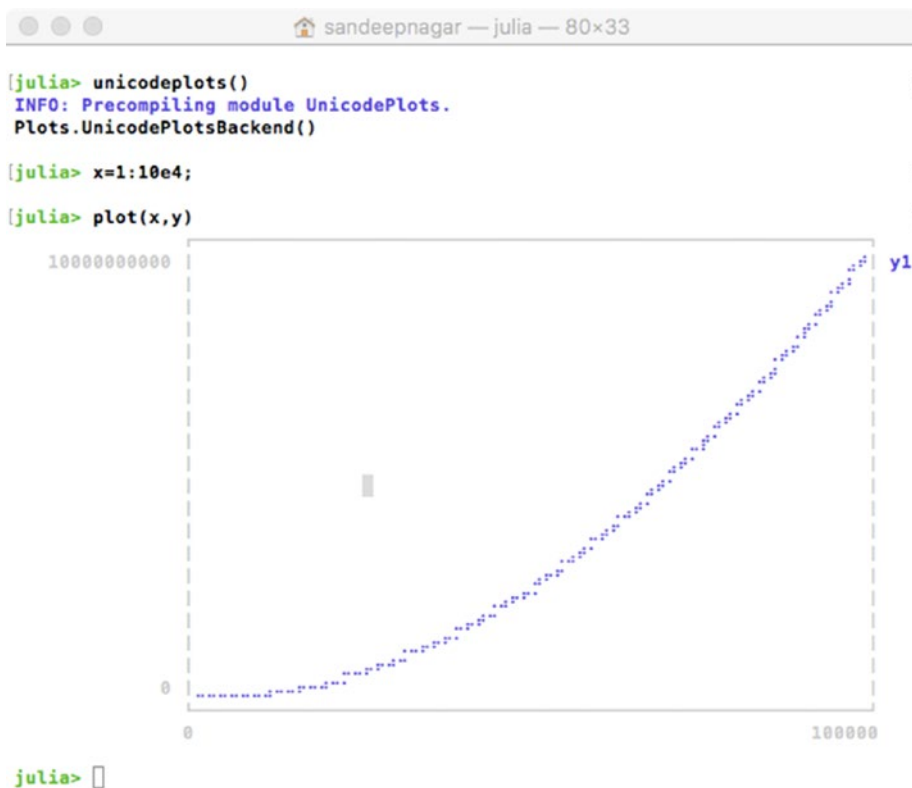 sandeepnagar — julia — 80×33
julia> unicodeplots()
INFO: Precompiling module UnicodePlots.
Plots.UnicodePlotsBackend()
julia> x=1:10e4;
julia> plot(x,y)
10000000000
y1
0
0
100000
julia>